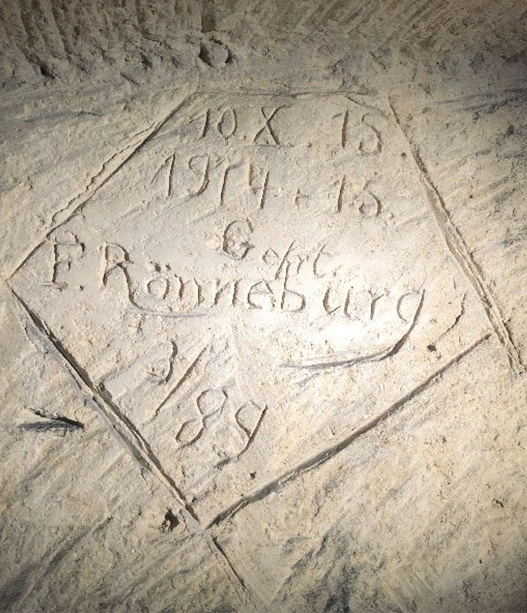 10.X.15
1914-15.
Gefrt.
F. Rönneburg
3/
89